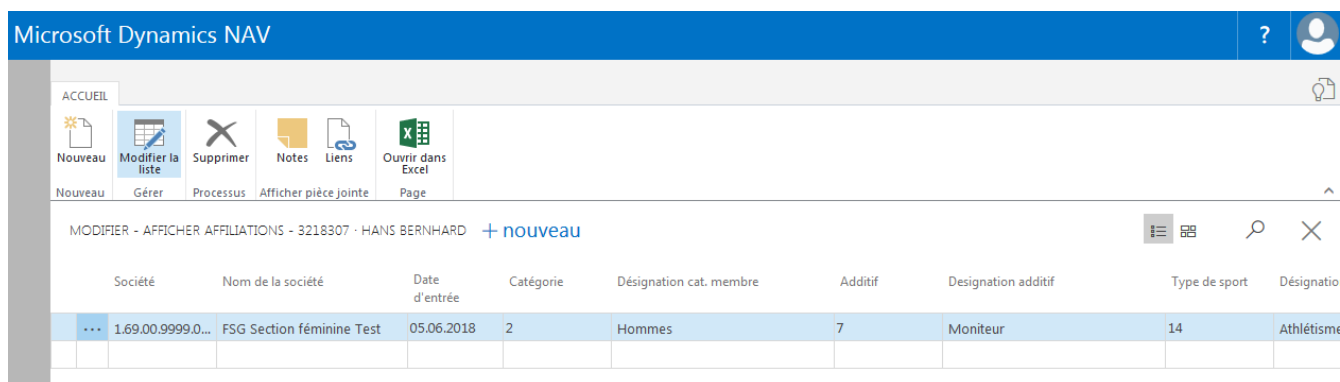 Microsoft Dynamics NAV
?
ACCUEIL
Nouveau
Modifier la liste
Supprimer
Notes
Liens
Ouvrir dans Excel
Nouveau
Gérer
Processus
Afficher pièce jointe
Page
MODIFIER - AFFICHER AFFILIATIONS - 3218307 · HANS BERNHARD + nouveau
Société Nom de la société Date d'entrée Catégorie Désignation cat. membre Additif Designation additif Type de sport Désignatio
... 1.69.00.9999.0... FSG Section féminine Test 05.06.2018 2 Hommes 7 Moniteur 14 Athlétisme